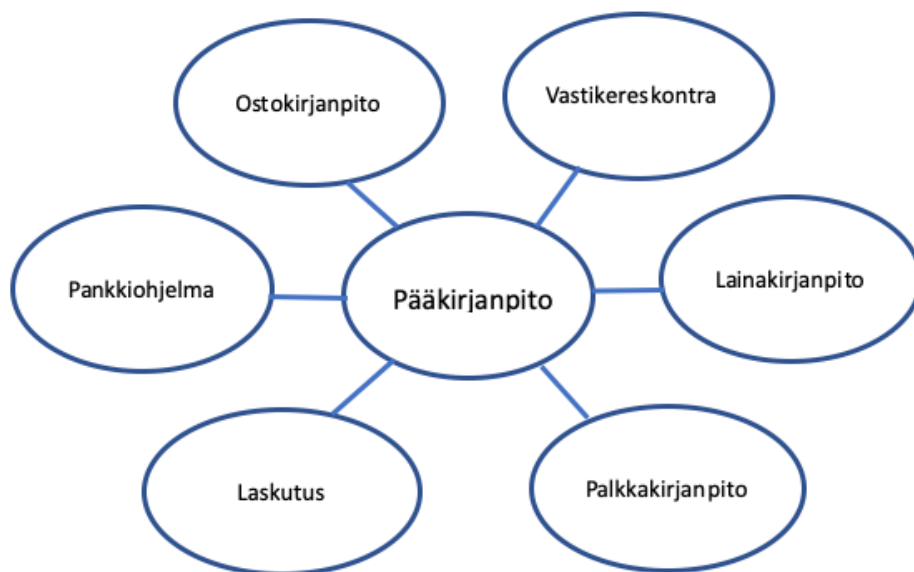 Ostokirjanpito
Vastikereskontra
Pankkiohjelma
Pääkirjanpito
Lainakirjanpito
Laskutus
Palkkakirjanpito